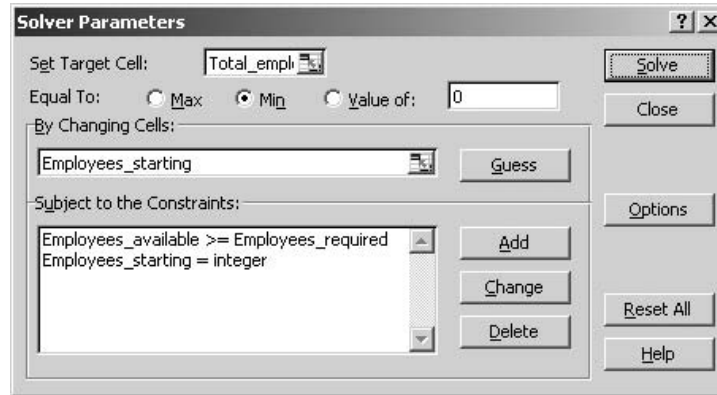 Solver Parameters
Set Target Cell: Total_empl
Solve
Equal To: Max Min Value of: 0
Close
By Changing Cells:
Employees_starting
Guess
Subject to the Constraints:
Options
Employees_available >= Employees_required
Add
Employees_starting = integer
Change
Reset All
Delete
Help